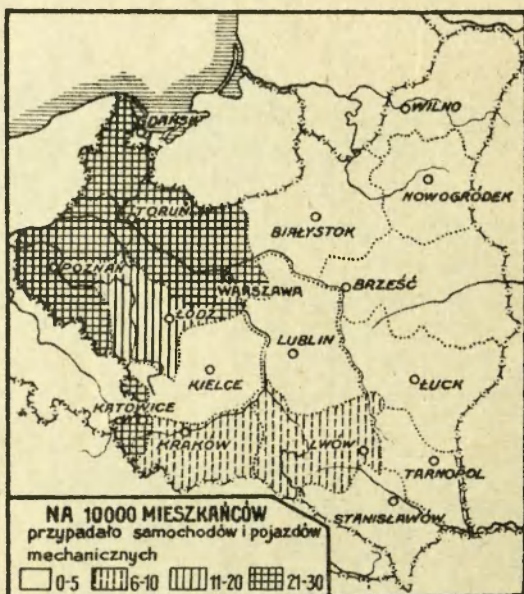 DAŃSK
WILNO
NOWOGRÓDEK
TORUŃ
BIAŁYSTOK
POZNAŃ
WARSZAWA
BRZEŚĆ
ŁÓDŹ
LUBLIN
KIELCE
ŁUCK
KATOWICE
KRAKÓW
LWÓW
TARNOPOL
STANISŁAWÓW
NA 10000 MIESZKAŃCÓW
przypadało samochodów i pojazdów
mechanicznych
0-5 6-10 11-20 21-30